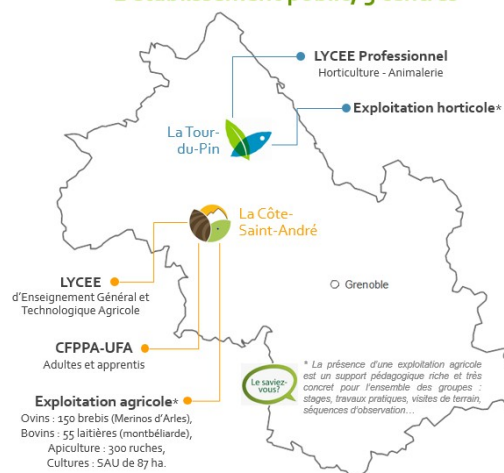 LYCEE Professionnel
Horticulture - Animalerie
Exploitation horticole*
La Tour-
du-Pin
La Côte-
Saint-André
LYCEE
d'Enseignement Général et
Technologique Agricole
Grenoble
CFPPA-UFA
Adultes et apprentis
Exploitation agricole*
Ovins : 150 brebis (Merinos d'Arles),
Bovins : 55 laitières (montbéliarde),
Apiculture : 300 ruches,
Cultures : SAU de 87 ha.
Le saviez-
vous?
* La présence d'une exploitation agricole
est un support pédagogique riche et très
concret pour l'ensemble des groupes :
stages, travaux pratiques, visites de terrain,
séquences d'observation...